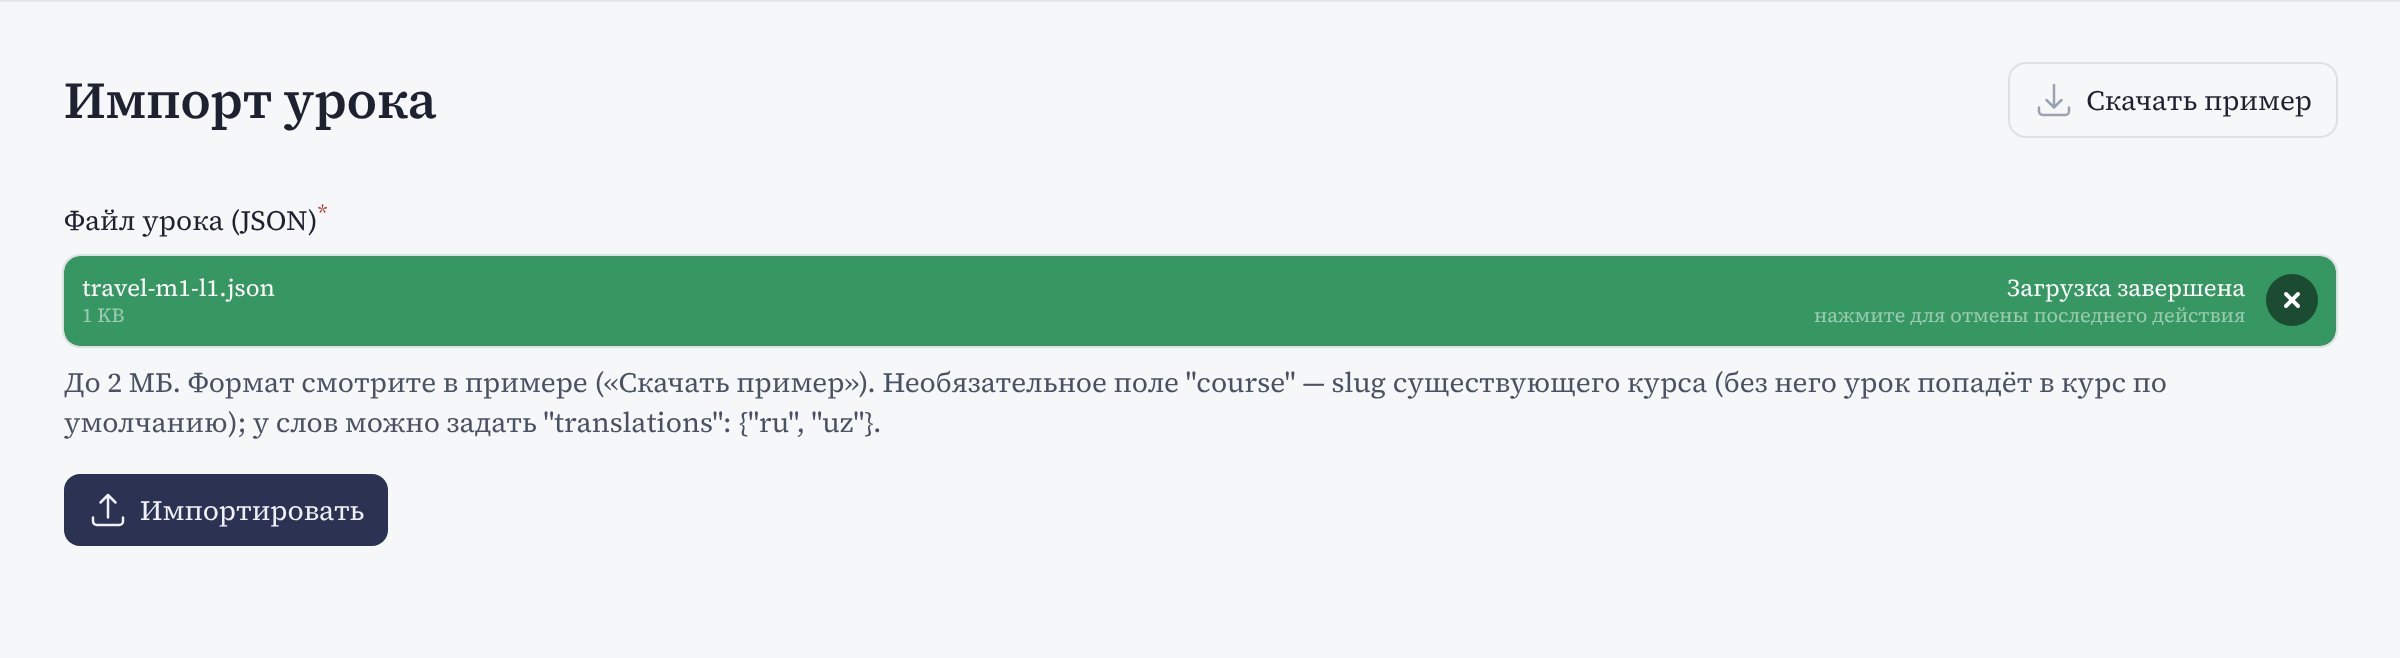 Импорт урока
Скачать пример
Файл урока (JSON)*
travel-m1-l1.json
1 KB
Загрузка завершена
нажмите для отмены последнего действия
До 2 МБ. Формат смотрите в примере («Скачать пример»). Необязательное поле "course" — slug существующего курса (без него урок попадёт в курс по
умолчанию); у слов можно задать "translations": {"ru", "uz"}.
Импортировать